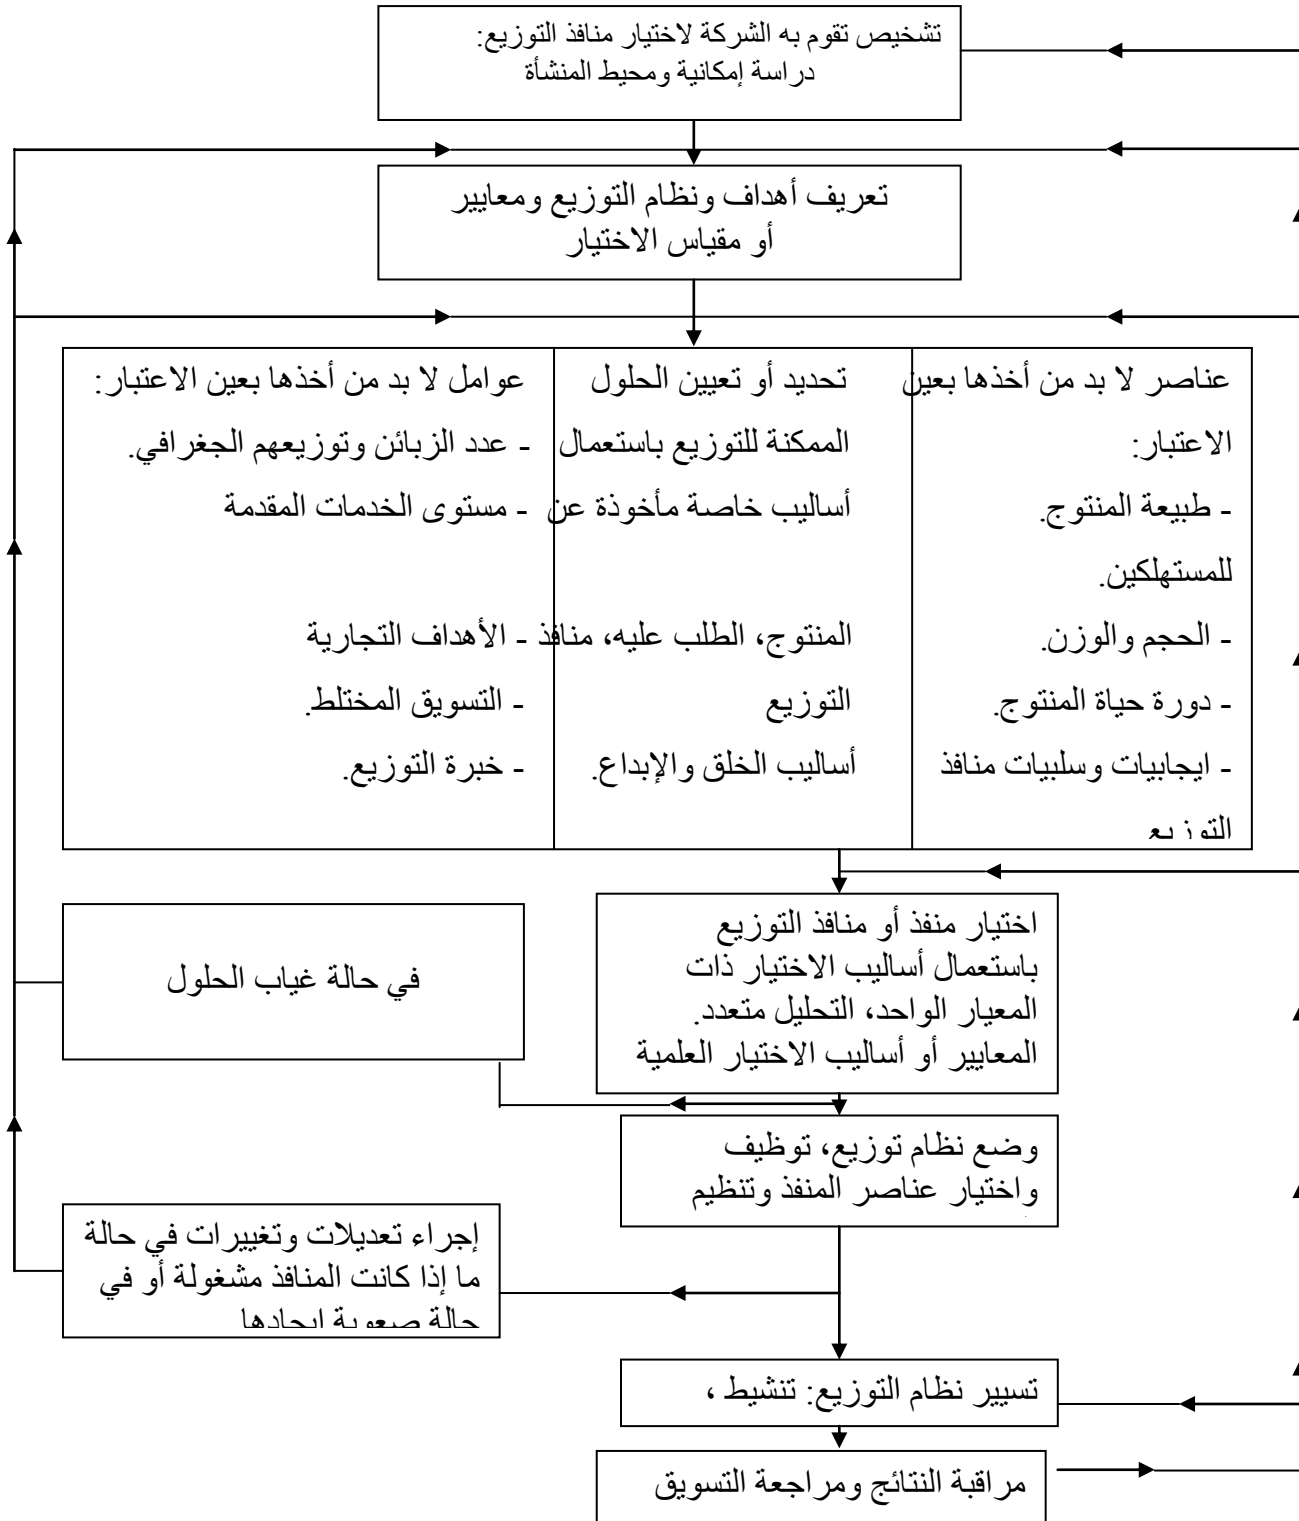 تشخيص تقوم به الشركة لاختيار منافذ التوزيع:
دراسة إمكانية ومحيط المنشأة
تعريف أهداف ونظام التوزيع ومعايير
أو مقياس الاختيار
عناصر لا بد من أخذها بعين
الاعتبار:
- طبيعة المنتوج.
للمستهلكين.
- الحجم والوزن.
- دورة حياة المنتوج.
- ايجابيات وسلبيات منافذ
التوزيع
تحديد أو تعيين الحلول
الممكنة للتوزيع باستعمال
أساليب خاصة مأخوذة عن
المنتوج، الطلب عليه، منافذ
التوزيع
أساليب الخلق والإبداع.
عوامل لا بد من أخذها بعين الاعتبار:
- عدد الزبائن وتوزيعهم الجغرافي.
- مستوى الخدمات المقدمة
- الأهداف التجارية
- التسويق المختلط.
- خبرة التوزيع.
اختيار منفذ أو منافذ التوزيع
باستعمال أساليب الاختيار ذات
المعيار الواحد، التحليل متعدد.
المعايير أو أساليب الاختيار العلمية
في حالة غياب الحلول
وضع نظام توزيع، توظيف
واختيار عناصر المنفذ وتنظيم
إجراء تعديلات وتغييرات في حالة
ما إذا كانت المنافذ مشغولة أو في
حالة صعوبة ايجادها
تسيير نظام التوزيع: تنشيط ،
مراقبة النتائج ومراجعة التسويق